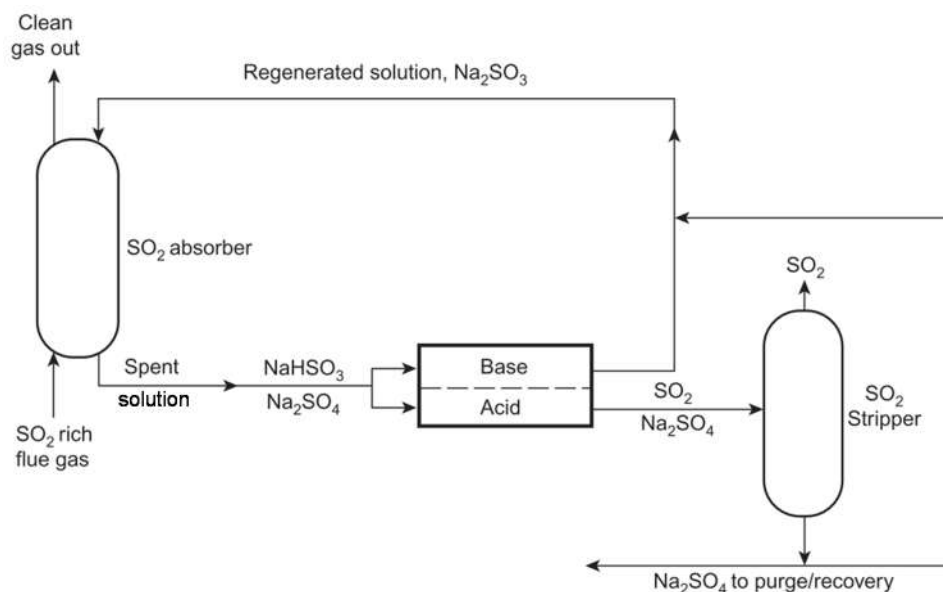 Clean
gas out
Regenerated solution, Na₂SO₃
SO₂ absorber
SO₂
Spent
solution
NaHSO₃
Na₂SO₄
Base
Acid
SO₂
Na₂SO₄
SO₂
Stripper
SO₂ rich
flue gas
Na₂SO₄ to purge/recovery